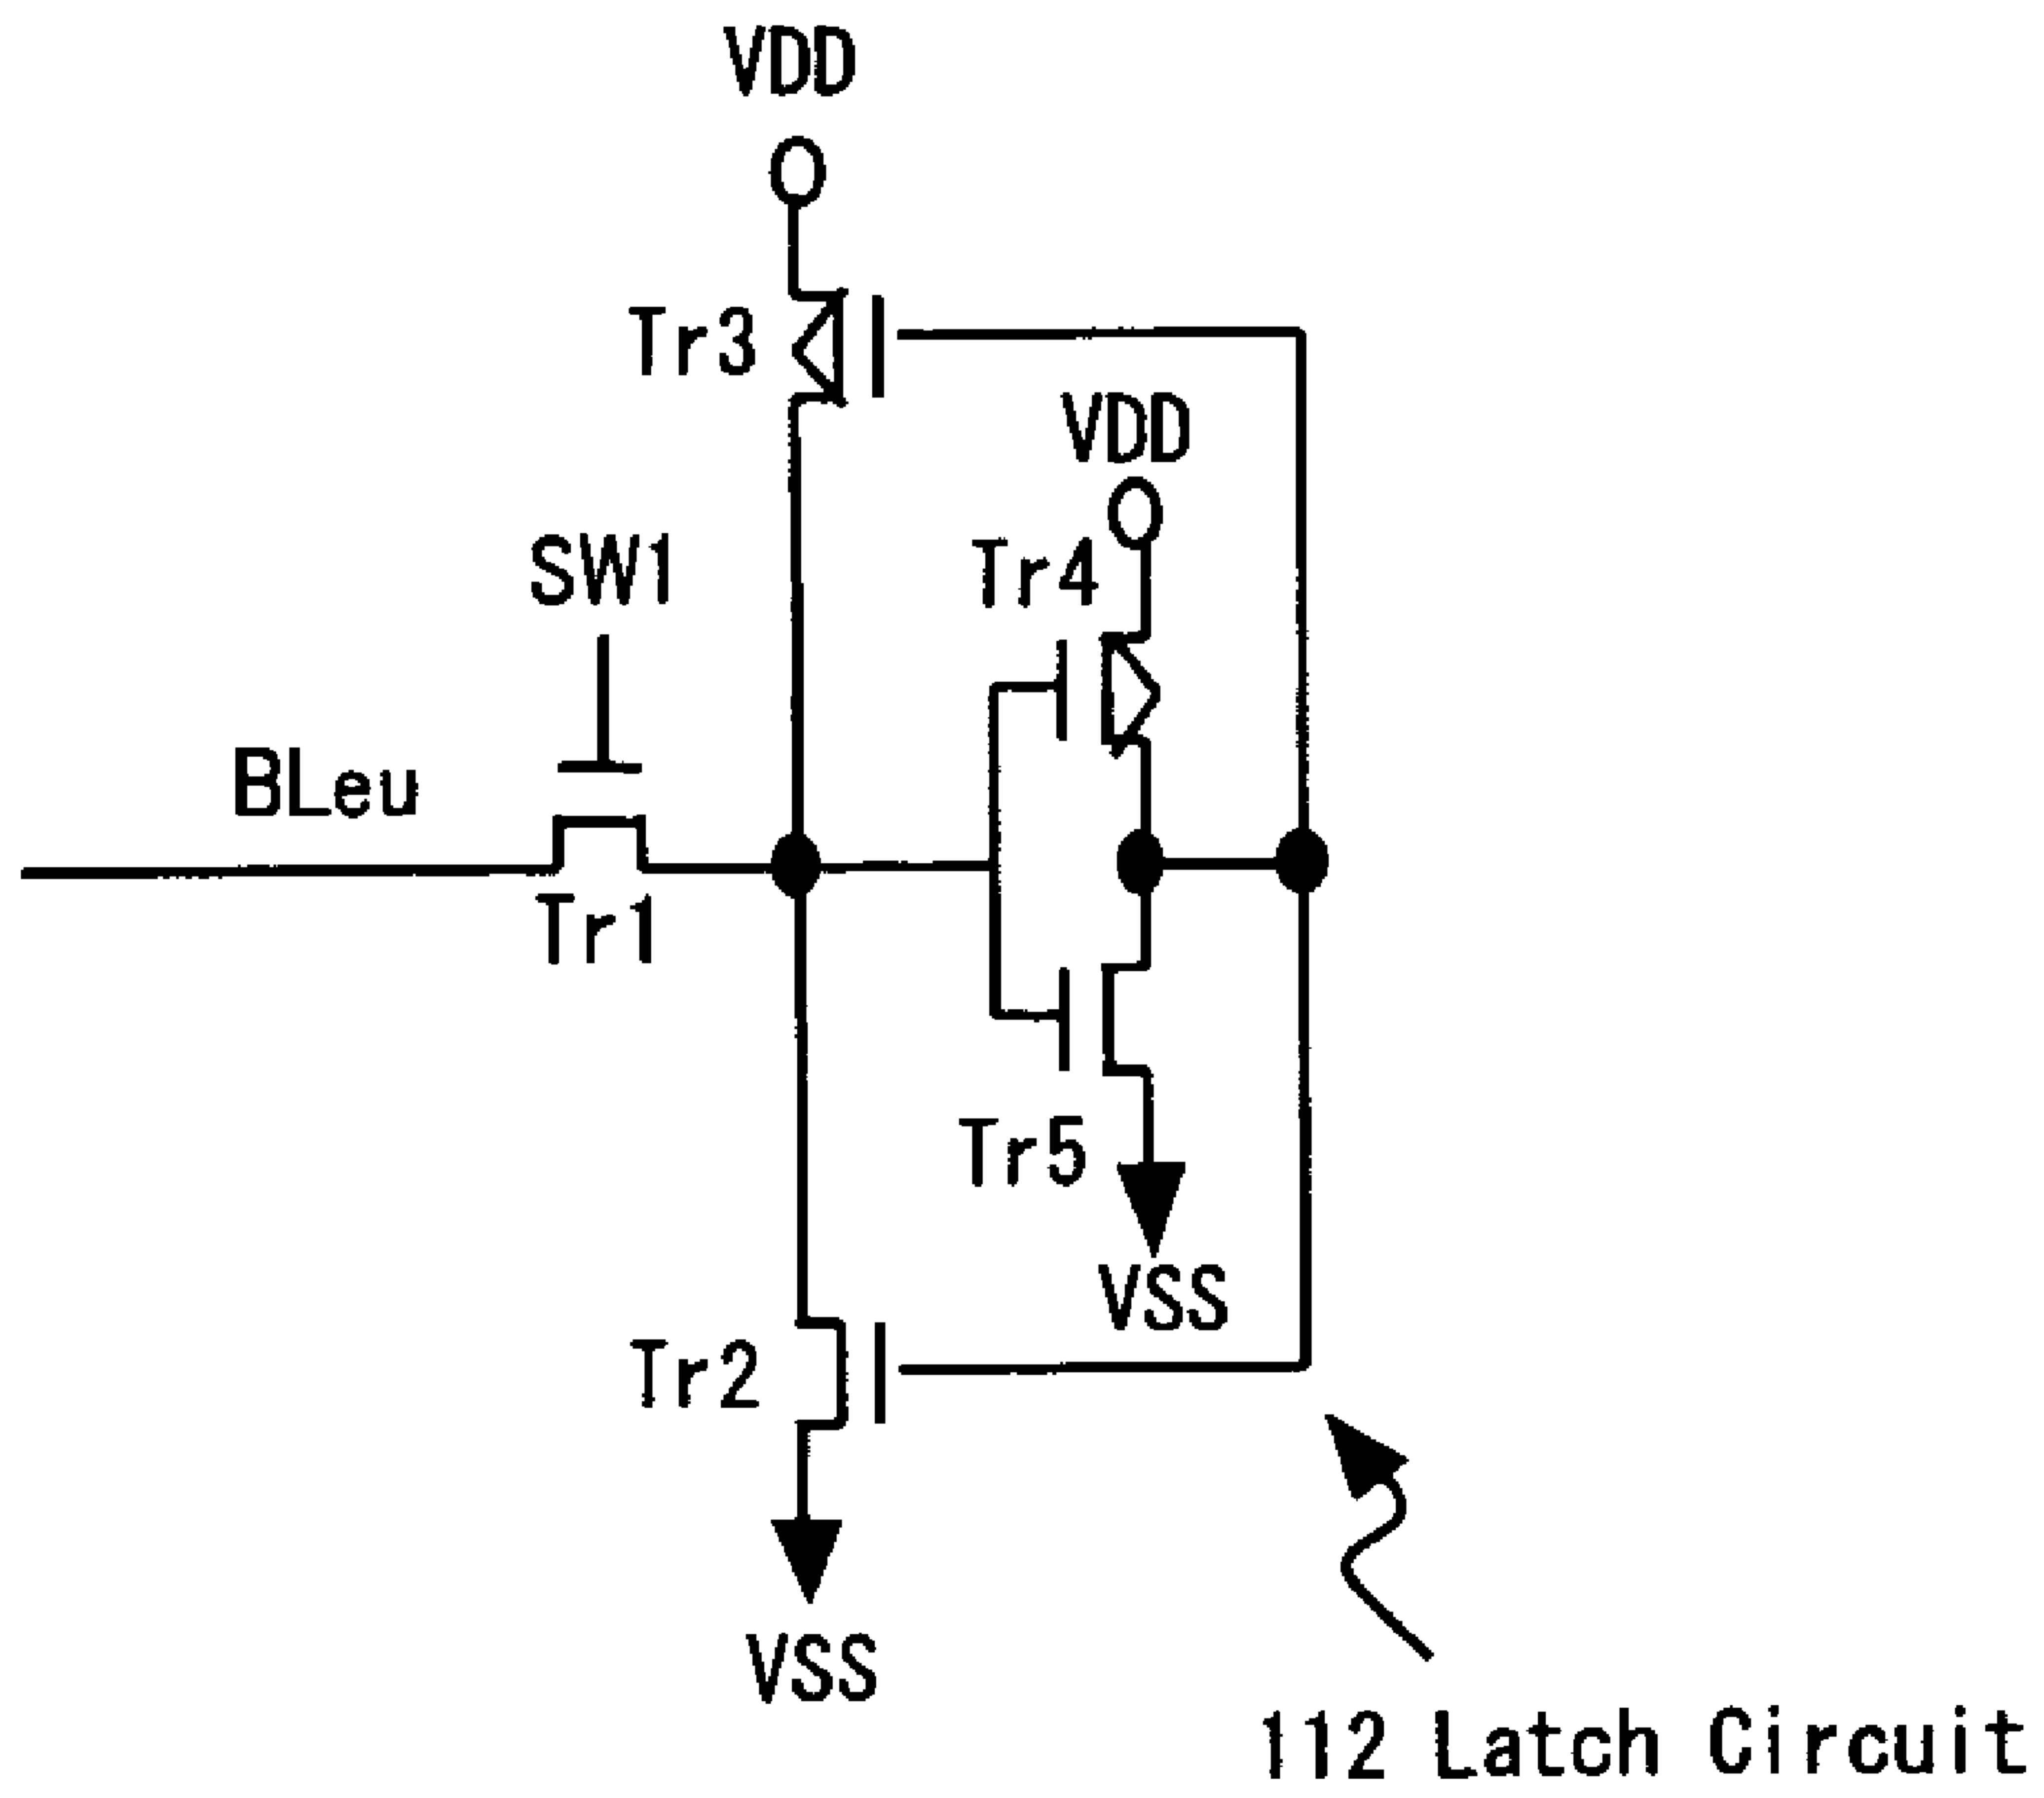 VDD
Tr3
VDD
SW1
Tr4
BLeu
Tr1
Tr5
VSS
Tr2
VSS
112 Latch Circuit